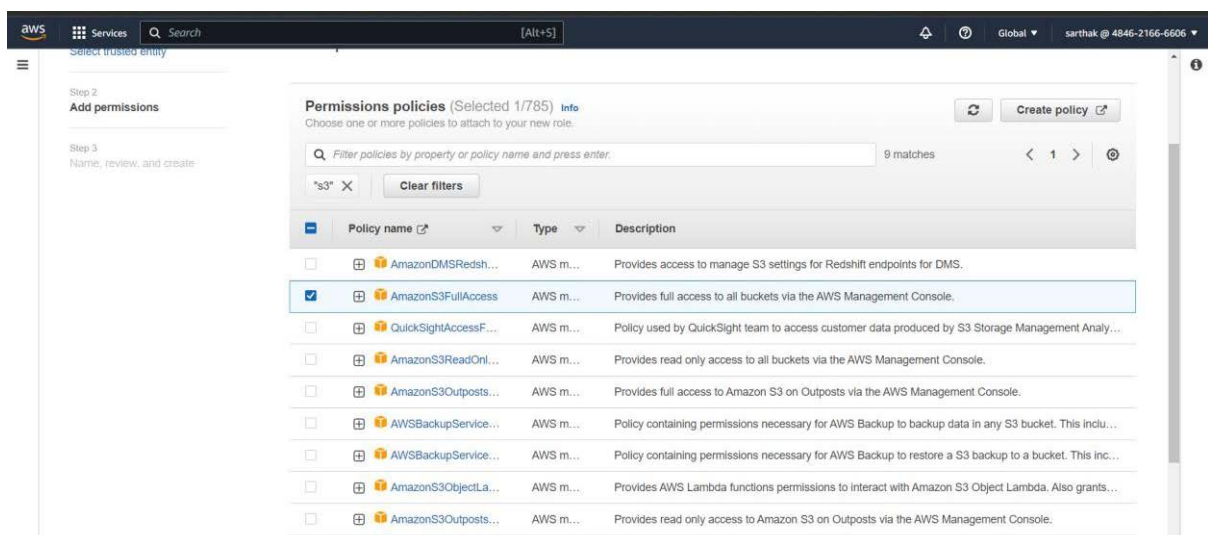 aws Services Search [Alt+S] Global sarthak @ 4846-2166-6606
Select trusted entity
Step 2
Add permissions
Step 3
Name, review, and create
Permissions policies (Selected 1/785) Info
Choose one or more policies to attach to your new role.
Create policy
Filter policies by property or policy name and press enter.
9 matches
1
"s3"
Clear filters
Policy name Type Description
AmazonDMSRedsh... AWS m... Provides access to manage S3 settings for Redshift endpoints for DMS.
AmazonS3FullAccess AWS m... Provides full access to all buckets via the AWS Management Console.
QuickSightAccessF... AWS m... Policy used by QuickSight team to access customer data produced by S3 Storage Management Analy...
AmazonS3ReadOnl... AWS m... Provides read only access to all buckets via the AWS Management Console.
AmazonS3Outposts... AWS m... Provides full access to Amazon S3 on Outposts via the AWS Management Console.
AWSBackupService... AWS m... Policy containing permissions necessary for AWS Backup to backup data in any S3 bucket. This inclu...
AWSBackupService... AWS m... Policy containing permissions necessary for AWS Backup to restore a S3 backup to a bucket. This inc...
AmazonS3ObjectLa... AWS m... Provides AWS Lambda functions permissions to interact with Amazon S3 Object Lambda. Also grants...
AmazonS3Outposts... AWS m... Provides read only access to Amazon S3 on Outposts via the AWS Management Console.